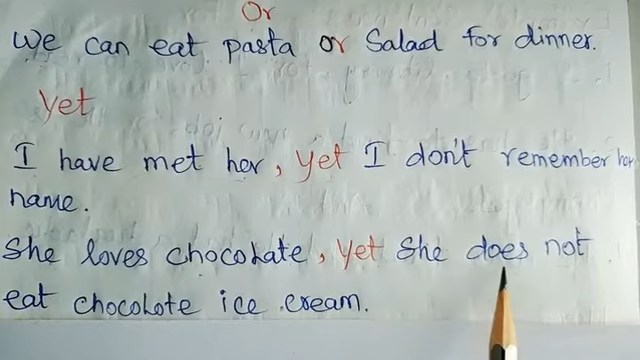 Or
We can eat pasta or Salad for dinner.
Yet
I have met her, yet I don't remember her
name.
She loves chocolate, yet She does not
eat chocolote ice cream.